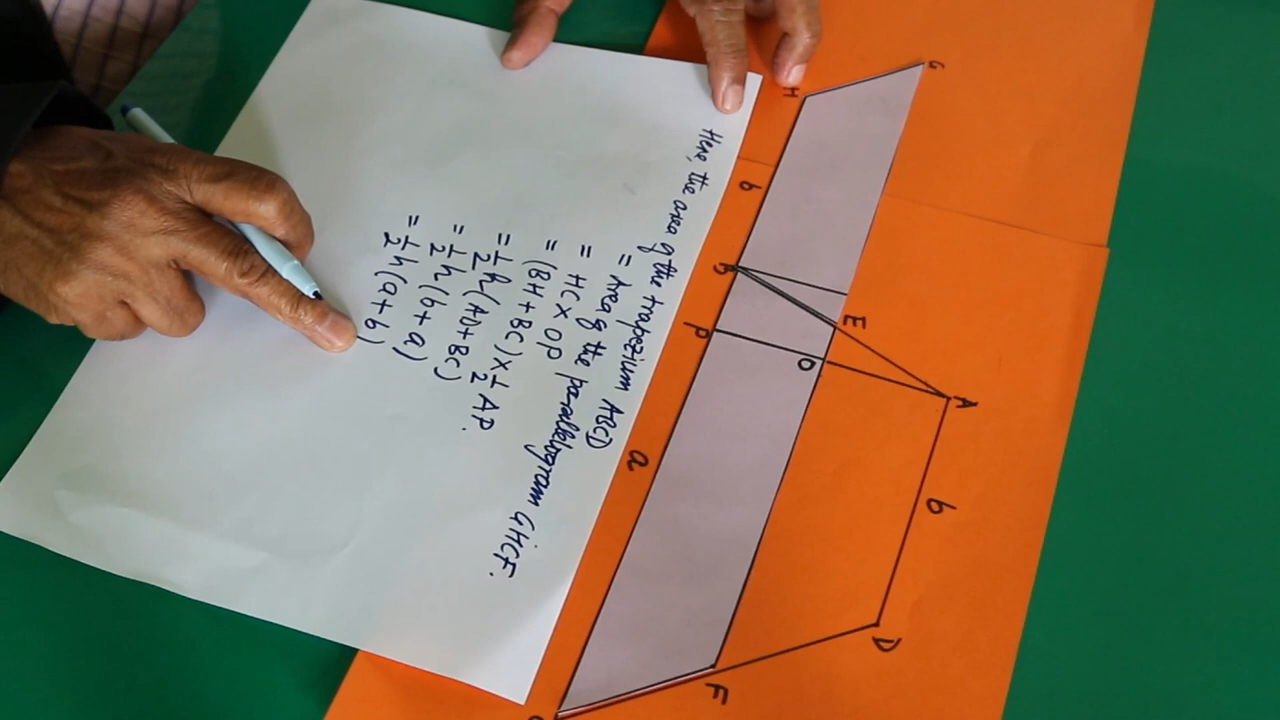 Here, the area of the trapezium ABCD
= Area of the parallelogram GHCF.
= HC × OP
= (BH + BC) × 1/2 AP.
= 1/2 h (AD + BC)
= 1/2 h (b + a)
= 1/2 h (a + b)
G
H
b
B
E
P
O
A
a
b
D
F